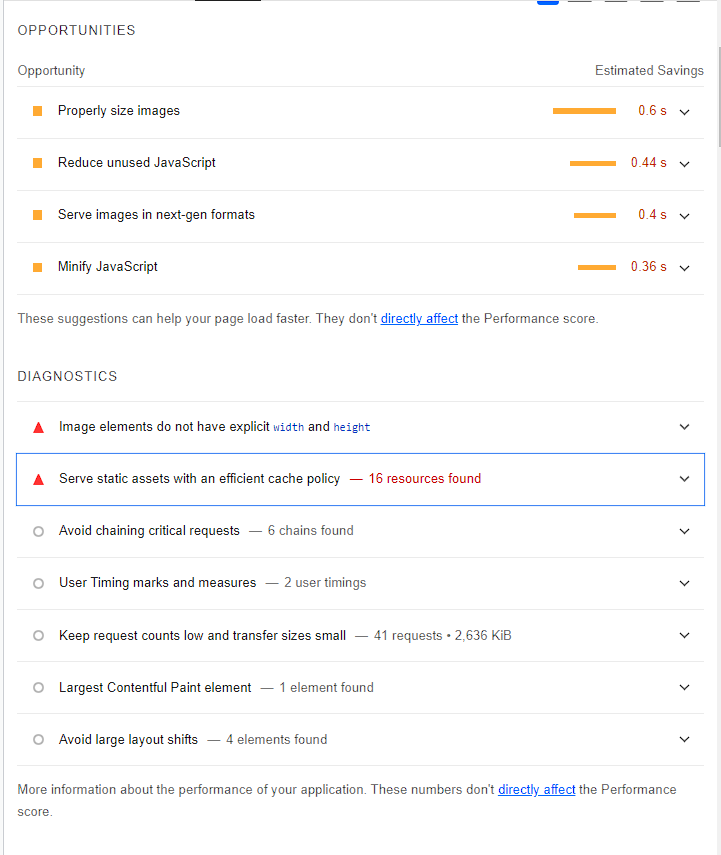 OPPORTUNITIES
Opportunity Estimated Savings
Properly size images 0.6 s
Reduce unused JavaScript 0.44 s
Serve images in next-gen formats 0.4 s
Minify JavaScript 0.36 s
These suggestions can help your page load faster. They don't directly affect the Performance score.
DIAGNOSTICS
Image elements do not have explicit width and height
Serve static assets with an efficient cache policy — 16 resources found
Avoid chaining critical requests — 6 chains found
User Timing marks and measures — 2 user timings
Keep request counts low and transfer sizes small — 41 requests • 2,636 KiB
Largest Contentful Paint element — 1 element found
Avoid large layout shifts — 4 elements found
More information about the performance of your application. These numbers don't directly affect the Performance
score.